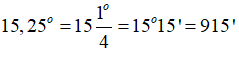 15,25° = 15 1°/4 = 15°15' = 915'